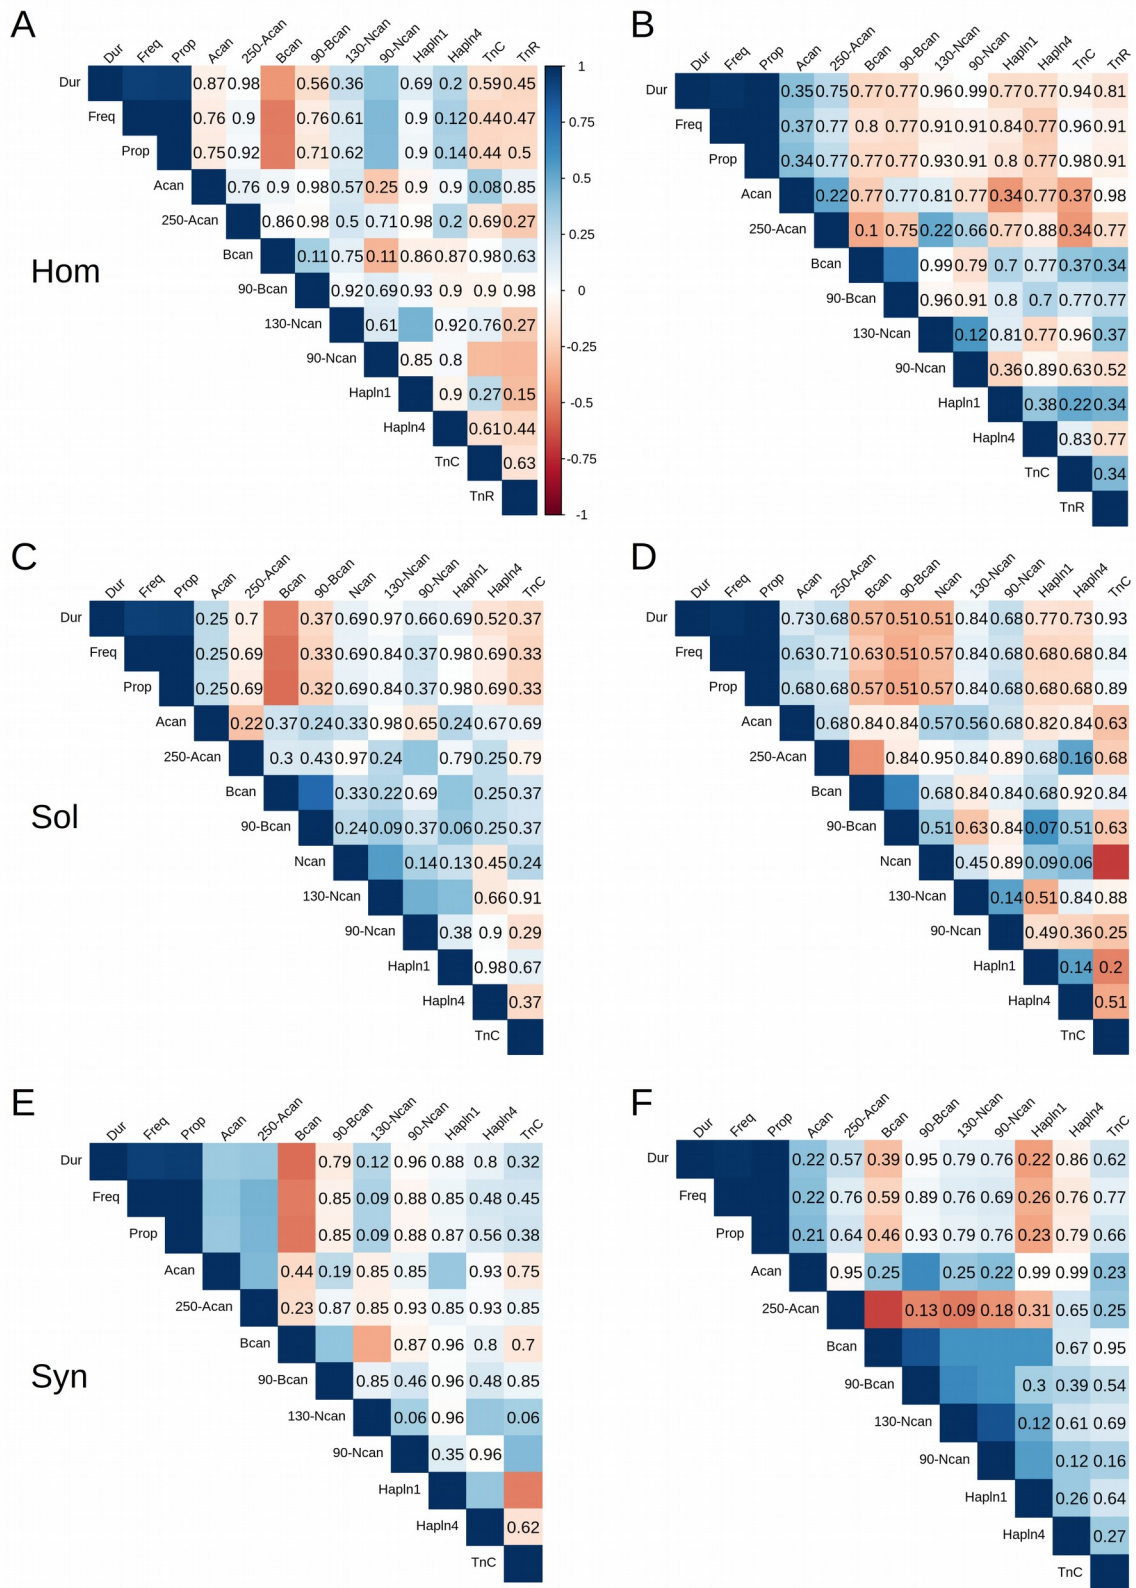 A
Dur Freq Prop Acan 250-Acan Bcan 90-Bcan 130-Ncan 90-Ncan Hapln1 Hapln4 TnC TnR
Dur 0.87 0.98 0.56 0.36 0.69 0.2 0.59 0.45
Freq 0.76 0.9 0.76 0.61 0.9 0.12 0.44 0.47
Prop 0.75 0.92 0.71 0.62 0.9 0.14 0.44 0.5
Acan 0.76 0.9 0.98 0.57 0.25 0.9 0.9 0.08 0.85
250-Acan 0.86 0.98 0.5 0.71 0.98 0.2 0.69 0.27
Bcan 0.11 0.75 0.11 0.86 0.87 0.98 0.63
90-Bcan 0.92 0.69 0.93 0.9 0.9 0.98
130-Ncan 0.61 0.92 0.76 0.27
90-Ncan 0.85 0.8
Hapln1 0.9 0.27 0.15
Hapln4 0.61 0.44
TnC 0.63
TnR
1
0.75
0.5
0.25
0
-0.25
-0.5
-0.75
-1
Hom
B
Dur Freq Prop Acan 250-Acan Bcan 90-Bcan 130-Ncan 90-Ncan Hapln1 Hapln4 TnC TnR
Dur 0.35 0.75 0.77 0.77 0.96 0.99 0.77 0.77 0.94 0.81
Freq 0.37 0.77 0.8 0.77 0.91 0.91 0.84 0.77 0.96 0.91
Prop 0.34 0.77 0.77 0.77 0.93 0.91 0.8 0.77 0.98 0.91
Acan 0.22 0.77 0.77 0.81 0.77 0.34 0.77 0.37 0.98
250-Acan 0.1 0.75 0.22 0.66 0.77 0.88 0.34 0.77
Bcan 0.99 0.79 0.7 0.77 0.37 0.34
90-Bcan 0.96 0.91 0.8 0.7 0.77 0.77
130-Ncan 0.12 0.81 0.77 0.96 0.37
90-Ncan 0.36 0.89 0.63 0.52
Hapln1 0.38 0.22 0.34
Hapln4 0.83 0.77
TnC 0.34
TnR
C
Dur Freq Prop Acan 250-Acan Bcan 90-Bcan Ncan 130-Ncan 90-Ncan Hapln1 Hapln4 TnC
Dur 0.25 0.7 0.37 0.69 0.97 0.66 0.69 0.52 0.37
Freq 0.25 0.69 0.33 0.69 0.84 0.37 0.98 0.69 0.33
Prop 0.25 0.69 0.32 0.69 0.84 0.37 0.98 0.69 0.33
Acan 0.22 0.37 0.24 0.33 0.98 0.65 0.24 0.67 0.69
250-Acan 0.3 0.43 0.97 0.24 0.79 0.25 0.79
Bcan 0.33 0.22 0.69 0.25 0.37
90-Bcan 0.24 0.09 0.37 0.06 0.25 0.37
Ncan 0.14 0.13 0.45 0.24
130-Ncan 0.66 0.91
90-Ncan 0.38 0.9 0.29
Hapln1 0.98 0.67
Hapln4 0.37
TnC
Sol
D
Dur Freq Prop Acan 250-Acan Bcan 90-Bcan Ncan 130-Ncan 90-Ncan Hapln1 Hapln4 TnC
Dur 0.73 0.68 0.57 0.51 0.51 0.84 0.68 0.77 0.73 0.93
Freq 0.63 0.71 0.63 0.51 0.57 0.84 0.68 0.68 0.68 0.84
Prop 0.68 0.68 0.57 0.51 0.57 0.84 0.68 0.68 0.68 0.89
Acan 0.68 0.84 0.84 0.57 0.56 0.68 0.82 0.84 0.63
250-Acan 0.84 0.95 0.84 0.89 0.68 0.16 0.68
Bcan 0.68 0.84 0.84 0.68 0.92 0.84
90-Bcan 0.51 0.63 0.84 0.07 0.51 0.63
Ncan 0.45 0.89 0.09 0.06
130-Ncan 0.14 0.51 0.84 0.88
90-Ncan 0.49 0.36 0.25
Hapln1 0.14 0.2
Hapln4 0.51
TnC
E
Dur Freq Prop Acan 250-Acan Bcan 90-Bcan 130-Ncan 90-Ncan Hapln1 Hapln4 TnC
Dur 0.79 0.12 0.96 0.88 0.8 0.32
Freq 0.85 0.09 0.88 0.85 0.48 0.45
Prop 0.85 0.09 0.88 0.87 0.56 0.38
Acan 0.44 0.19 0.85 0.85 0.93 0.75
250-Acan 0.23 0.87 0.85 0.93 0.85 0.93 0.85
Bcan 0.87 0.96 0.8 0.7
90-Bcan 0.85 0.46 0.96 0.48 0.85
130-Ncan 0.06 0.96 0.06
90-Ncan 0.35 0.96
Hapln1
Hapln4 0.62
TnC
Syn
F
Dur Freq Prop Acan 250-Acan Bcan 90-Bcan 130-Ncan 90-Ncan Hapln1 Hapln4 TnC
Dur 0.22 0.57 0.39 0.95 0.79 0.76 0.22 0.86 0.62
Freq 0.22 0.76 0.59 0.89 0.76 0.69 0.26 0.76 0.77
Prop 0.21 0.64 0.46 0.93 0.79 0.76 0.23 0.79 0.66
Acan 0.95 0.25 0.25 0.22 0.99 0.99 0.23
250-Acan 0.13 0.09 0.18 0.31 0.65 0.25
Bcan 0.67 0.95
90-Bcan 0.3 0.39 0.54
130-Ncan 0.12 0.61 0.69
90-Ncan 0.12 0.16
Hapln1 0.26 0.64
Hapln4 0.27
TnC